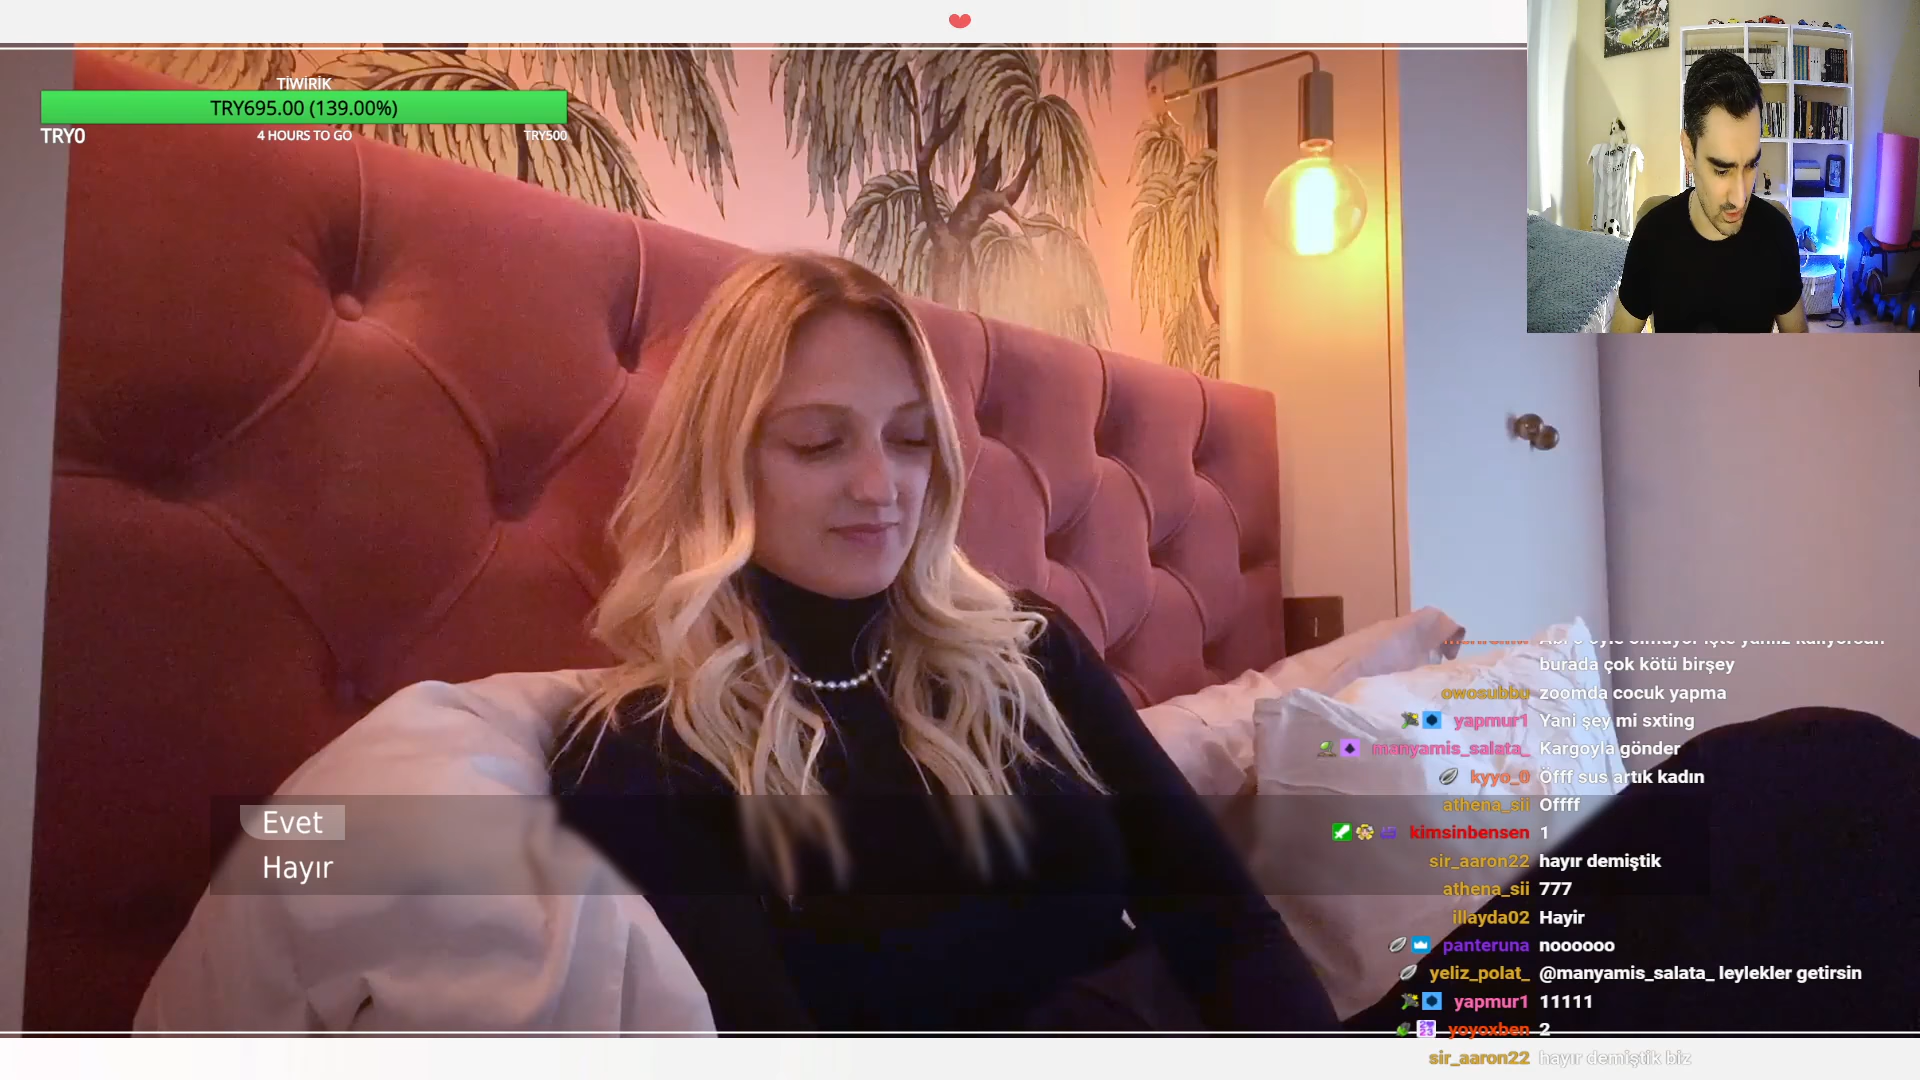 TİWİRİK
TRY695.00 (139.00%)
TRY0
4 HOURS TO GO
TRY500
burada çok kötü birşey
owosubbu zoomda cocuk yapma
yapmur1 Yani şey mi sxting
manyamis_salata_ Kargoyla gönder
kyyo_0 Öfff sus artık kadın
athena_sii Offff
kimsinbensen 1
sir_aaron22 hayır demiştik
athena_sii 777
illayda02 Hayir
panteruna noooooo
yeliz_polat_ @manyamis_salata_ leylekler getirsin
yapmur1 11111
yoyoxben 2
sir_aaron22 hayır demiştik biz
Evet
Hayır